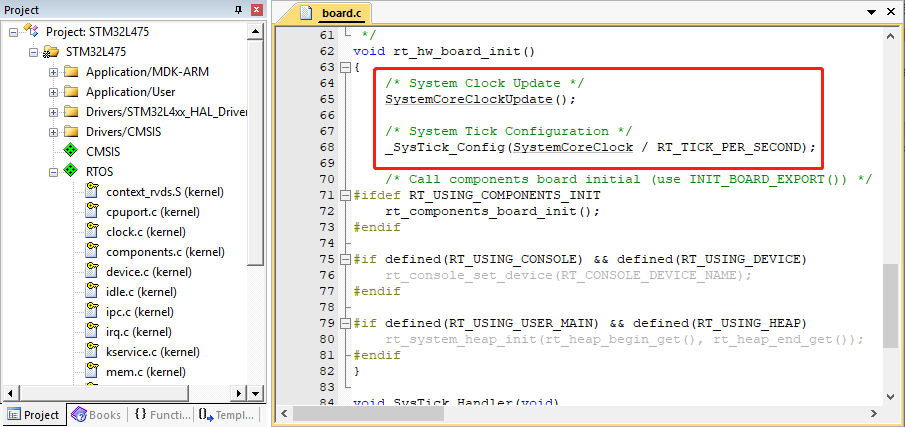 Project
Project: STM32L475
STM32L475
Application/MDK-ARM
Application/User
Drivers/STM32L4xx_HAL_Drive
Drivers/CMSIS
CMSIS
RTOS
context_rvds.S (kernel)
cpuport.c (kernel)
clock.c (kernel)
components.c (kernel)
device.c (kernel)
idle.c (kernel)
ipc.c (kernel)
irq.c (kernel)
kservice.c (kernel)
mem.c (kernel)
Project Books {} Functi... 0→ Templ...
board.c
61 */
62 void rt_hw_board_init()
63 {
64 /* System Clock Update */
65 SystemCoreClockUpdate();
66
67 /* System Tick Configuration */
68 _SysTick_Config(SystemCoreClock / RT_TICK_PER_SECOND);
69
70 /* Call components board initial (use INIT_BOARD_EXPORT()) */
71 #ifdef RT_USING_COMPONENTS_INIT
72 rt_components_board_init();
73 #endif
74
75 #if defined(RT_USING_CONSOLE) && defined(RT_USING_DEVICE)
76 rt_console_set_device(RT_CONSOLE_DEVICE_NAME);
77 #endif
78
79 #if defined(RT_USING_USER_MAIN) && defined(RT_USING_HEAP)
80 rt_system_heap_init(rt_heap_begin_get(), rt_heap_end_get());
81 #endif
82 }
83
84 void SysTick_Handler(void)